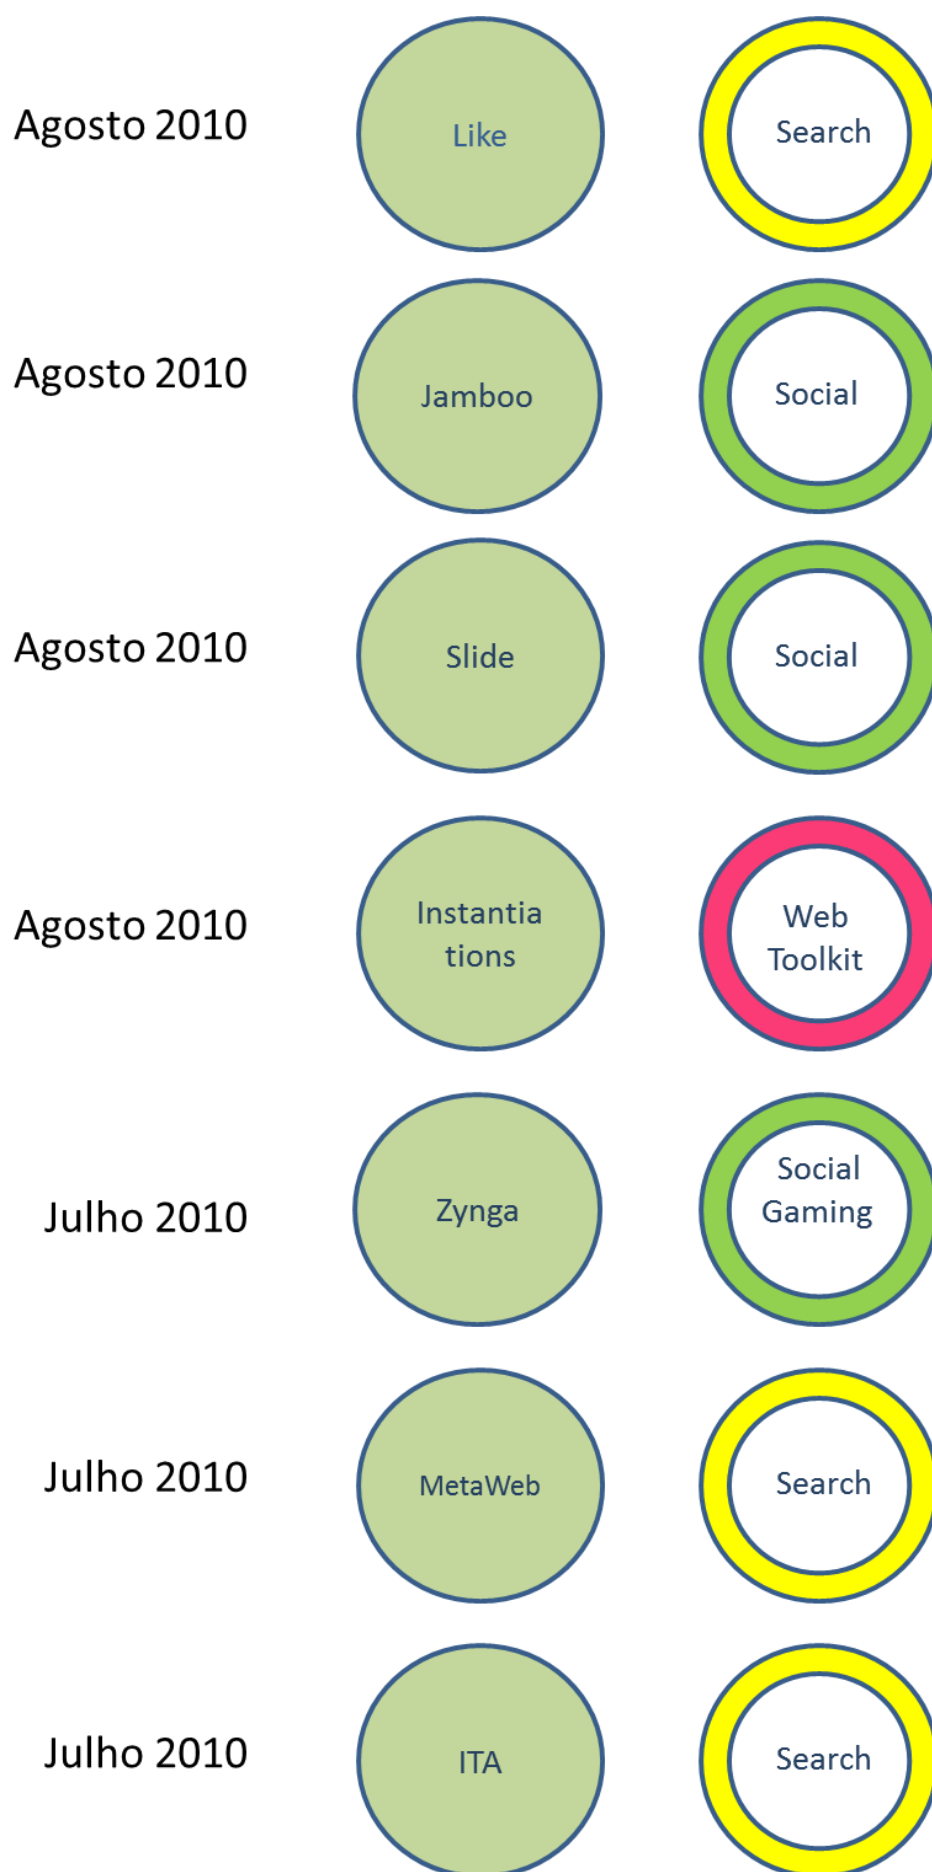 Agosto 2010
Like
Search
Agosto 2010
Jamboo
Social
Agosto 2010
Slide
Social
Agosto 2010
Instantia
tions
Web
Toolkit
Julho 2010
Zynga
Social
Gaming
Julho 2010
MetaWeb
Search
Julho 2010
ITA
Search